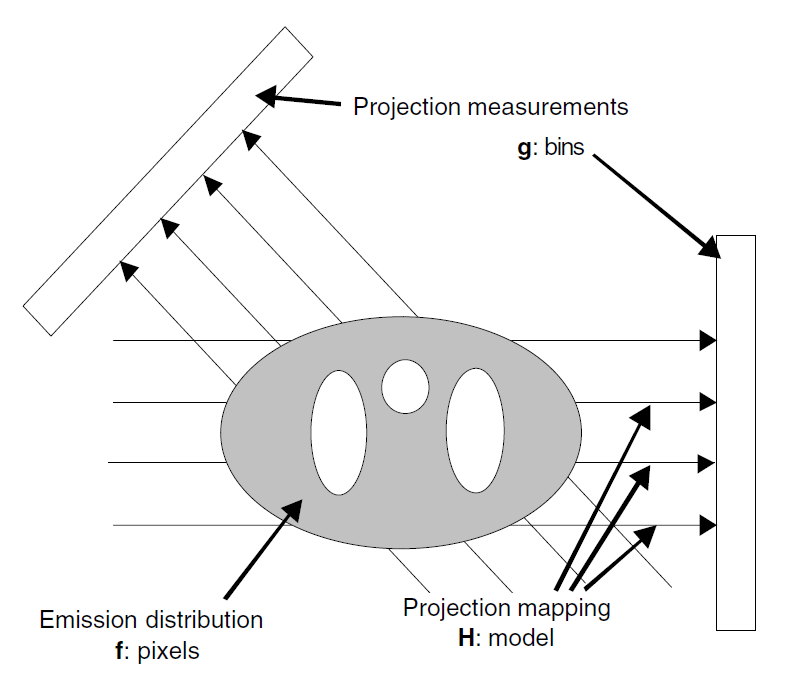 Projection measurements
g: bins
Emission distribution
f: pixels
Projection mapping
H: model